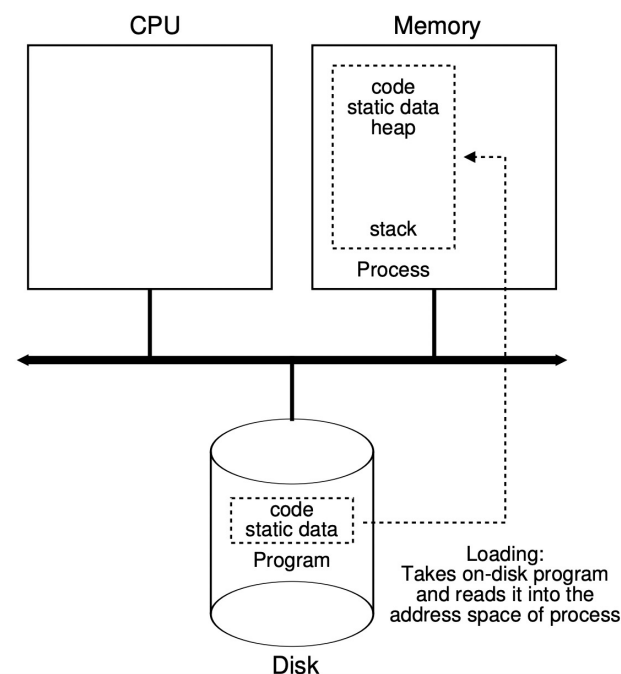 CPU
Memory
code
static data
heap
stack
Process
code
static data
Program
Loading:
Takes on-disk program
and reads it into the
address space of process
Disk